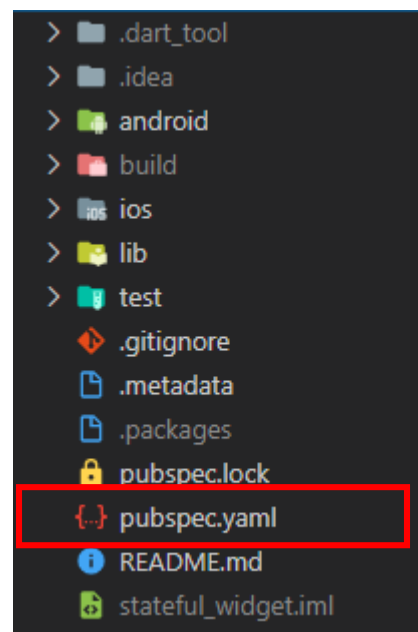 .dart_tool
.idea
android
build
ios
lib
test
.gitignore
.metadata
.packages
pubspec.lock
{...} pubspec.yaml
README.md
stateful_widget.iml